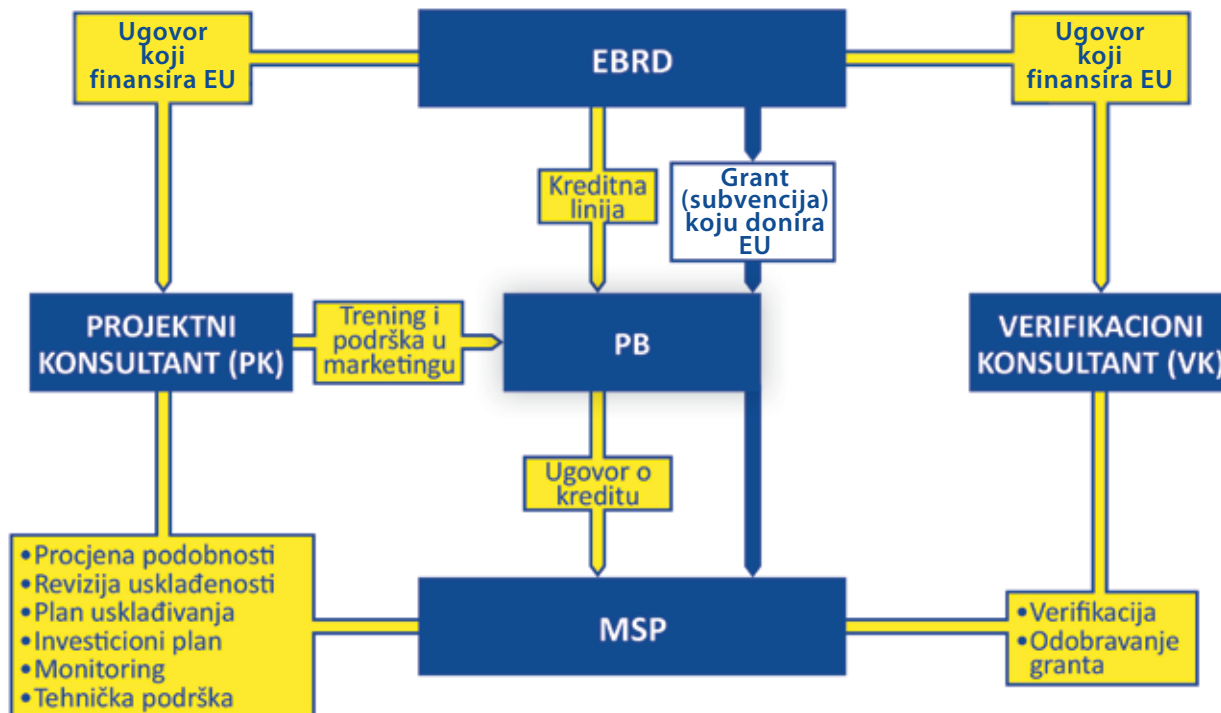 Ugovor
koji
finansira EU
EBRD
Ugovor
koji
finansira EU
Kreditna
linija
Grant
(subvencija)
koju donira
EU
PROJEKTNI
KONSULTANT (PK)
Trening i
podrška u
marketingu
PB
VERIFIKACIONI
KONSULTANT (VK)
Ugovor o
kreditu
•Procjena podobnosti
•Revizija usklađenosti
•Plan usklađivanja
•Investicioni plan
•Monitoring
•Tehnička podrška
MSP
•Verifikacija
•Odobravanje
granta